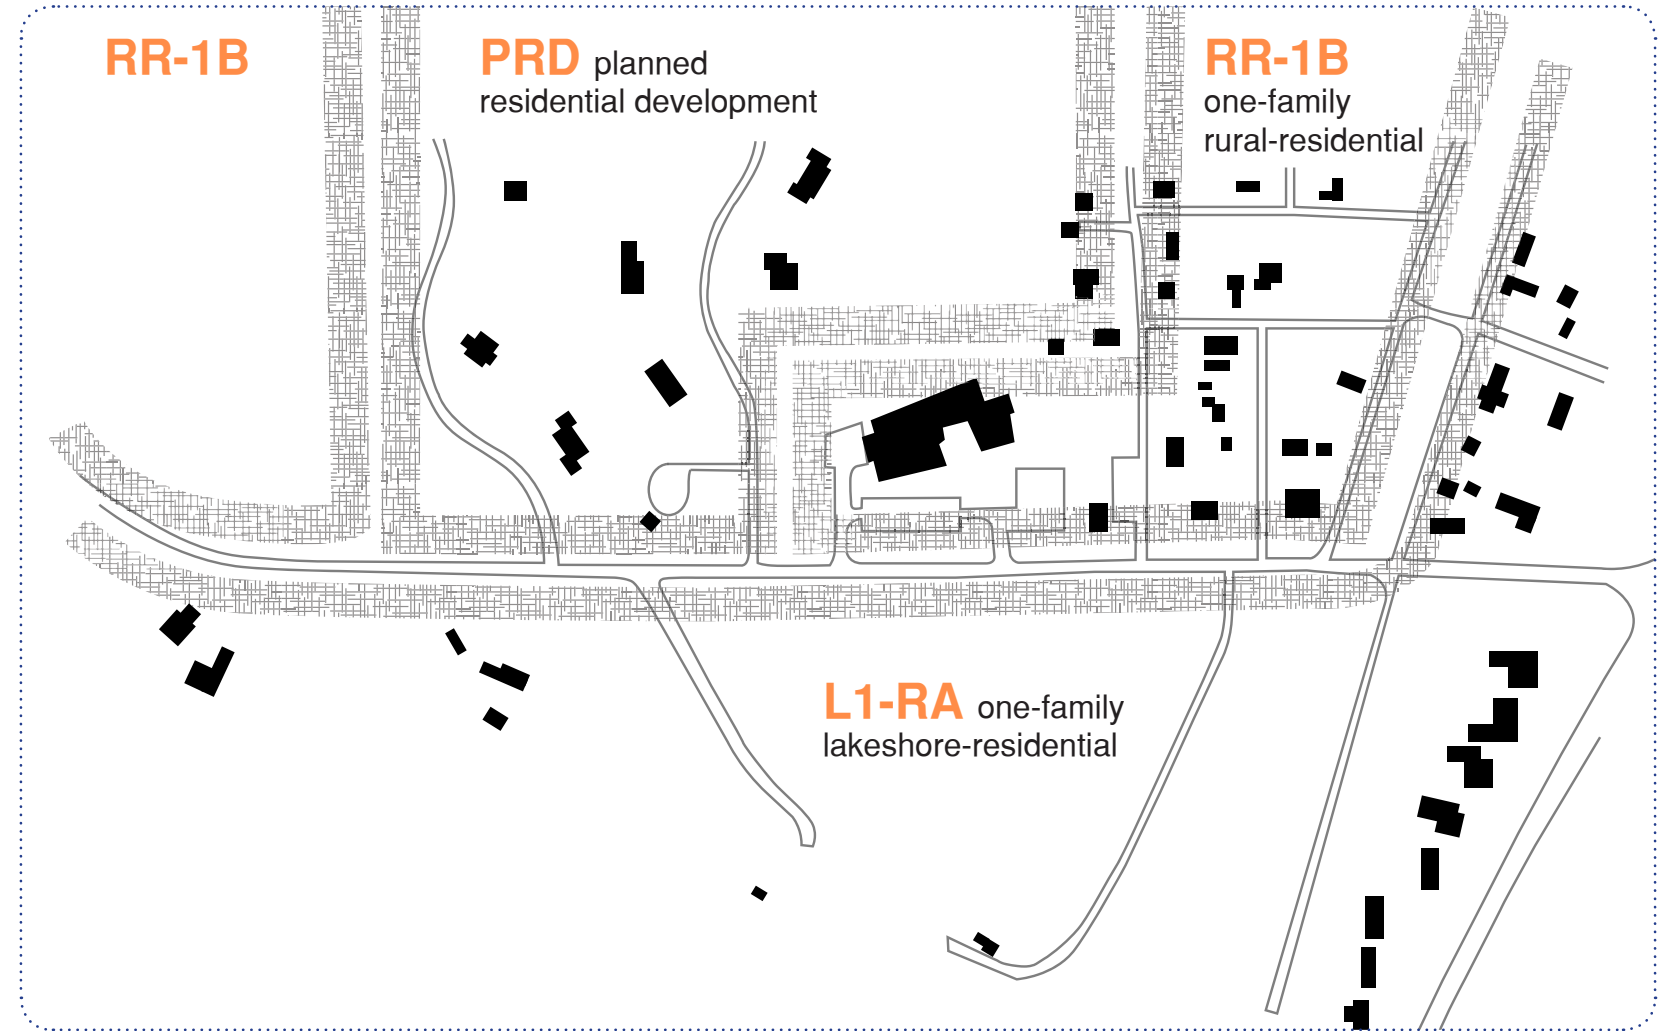 RR-1B
PRD planned
residential development
RR-1B
one-family
rural-residential
L1-RA one-family
lakeshore-residential